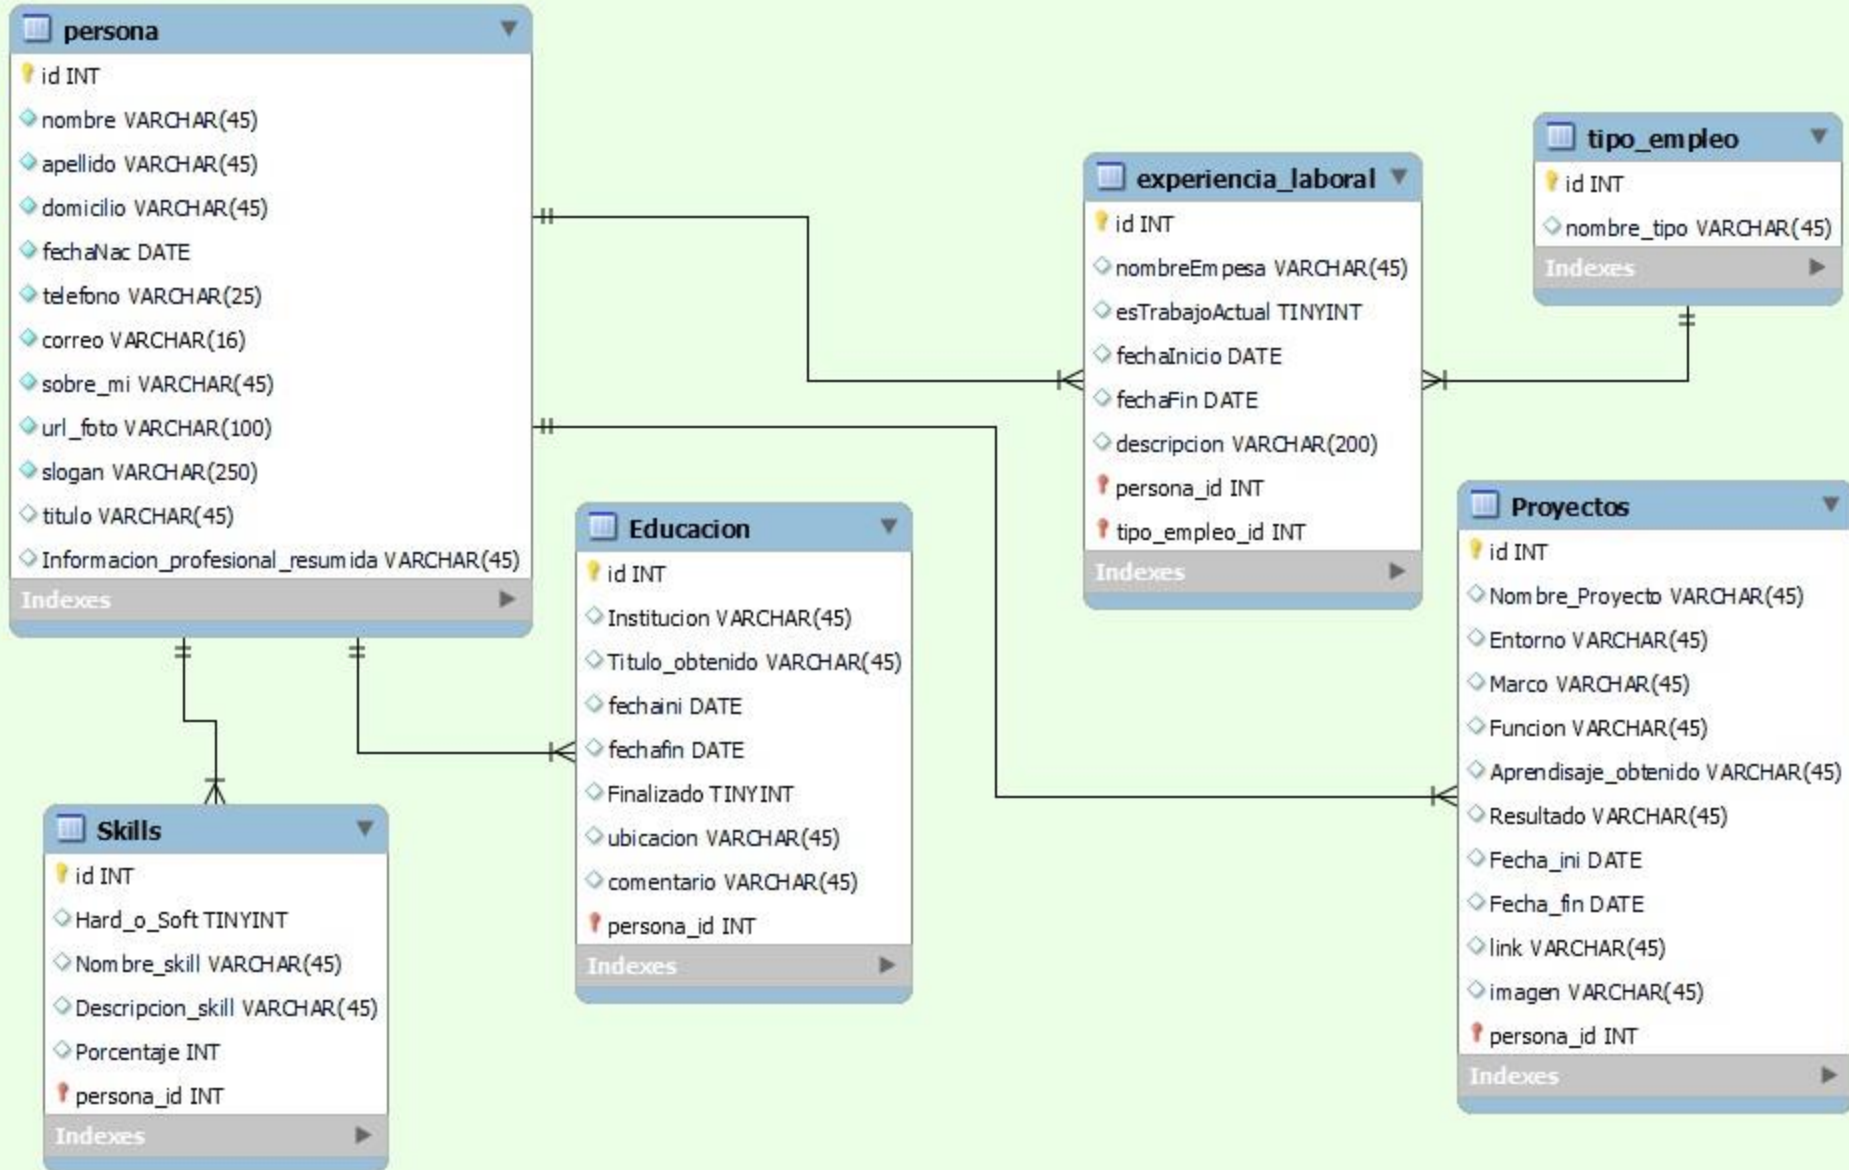 persona
id INT
nombre VARCHAR(45)
apellido VARCHAR(45)
domicilio VARCHAR(45)
fechaNac DATE
telefono VARCHAR(25)
correo VARCHAR(16)
sobre_mi VARCHAR(45)
url_foto VARCHAR(100)
slogan VARCHAR(250)
titulo VARCHAR(45)
Informacion_profesional_resumida VARCHAR(45)
Indexes
experiencia_laboral
id INT
nombreEmpesa VARCHAR(45)
esTrabajoActual TINYINT
fechaInicio DATE
fechaFin DATE
descripcion VARCHAR(200)
persona_id INT
tipo_empleo_id INT
Indexes
tipo_empleo
id INT
nombre_tipo VARCHAR(45)
Indexes
Educacion
id INT
Institucion VARCHAR(45)
Titulo_obtenido VARCHAR(45)
fechaini DATE
fechafin DATE
Finalizado TINYINT
ubicacion VARCHAR(45)
comentario VARCHAR(45)
persona_id INT
Indexes
Proyectos
id INT
Nombre_Proyecto VARCHAR(45)
Entorno VARCHAR(45)
Marco VARCHAR(45)
Funcion VARCHAR(45)
Aprendisaje_obtenido VARCHAR(45)
Resultado VARCHAR(45)
Fecha_ini DATE
Fecha_fin DATE
link VARCHAR(45)
imagen VARCHAR(45)
persona_id INT
Indexes
Skills
id INT
Hard_o_Soft TINYINT
Nombre_skill VARCHAR(45)
Descripcion_skill VARCHAR(45)
Porcentaje INT
persona_id INT
Indexes